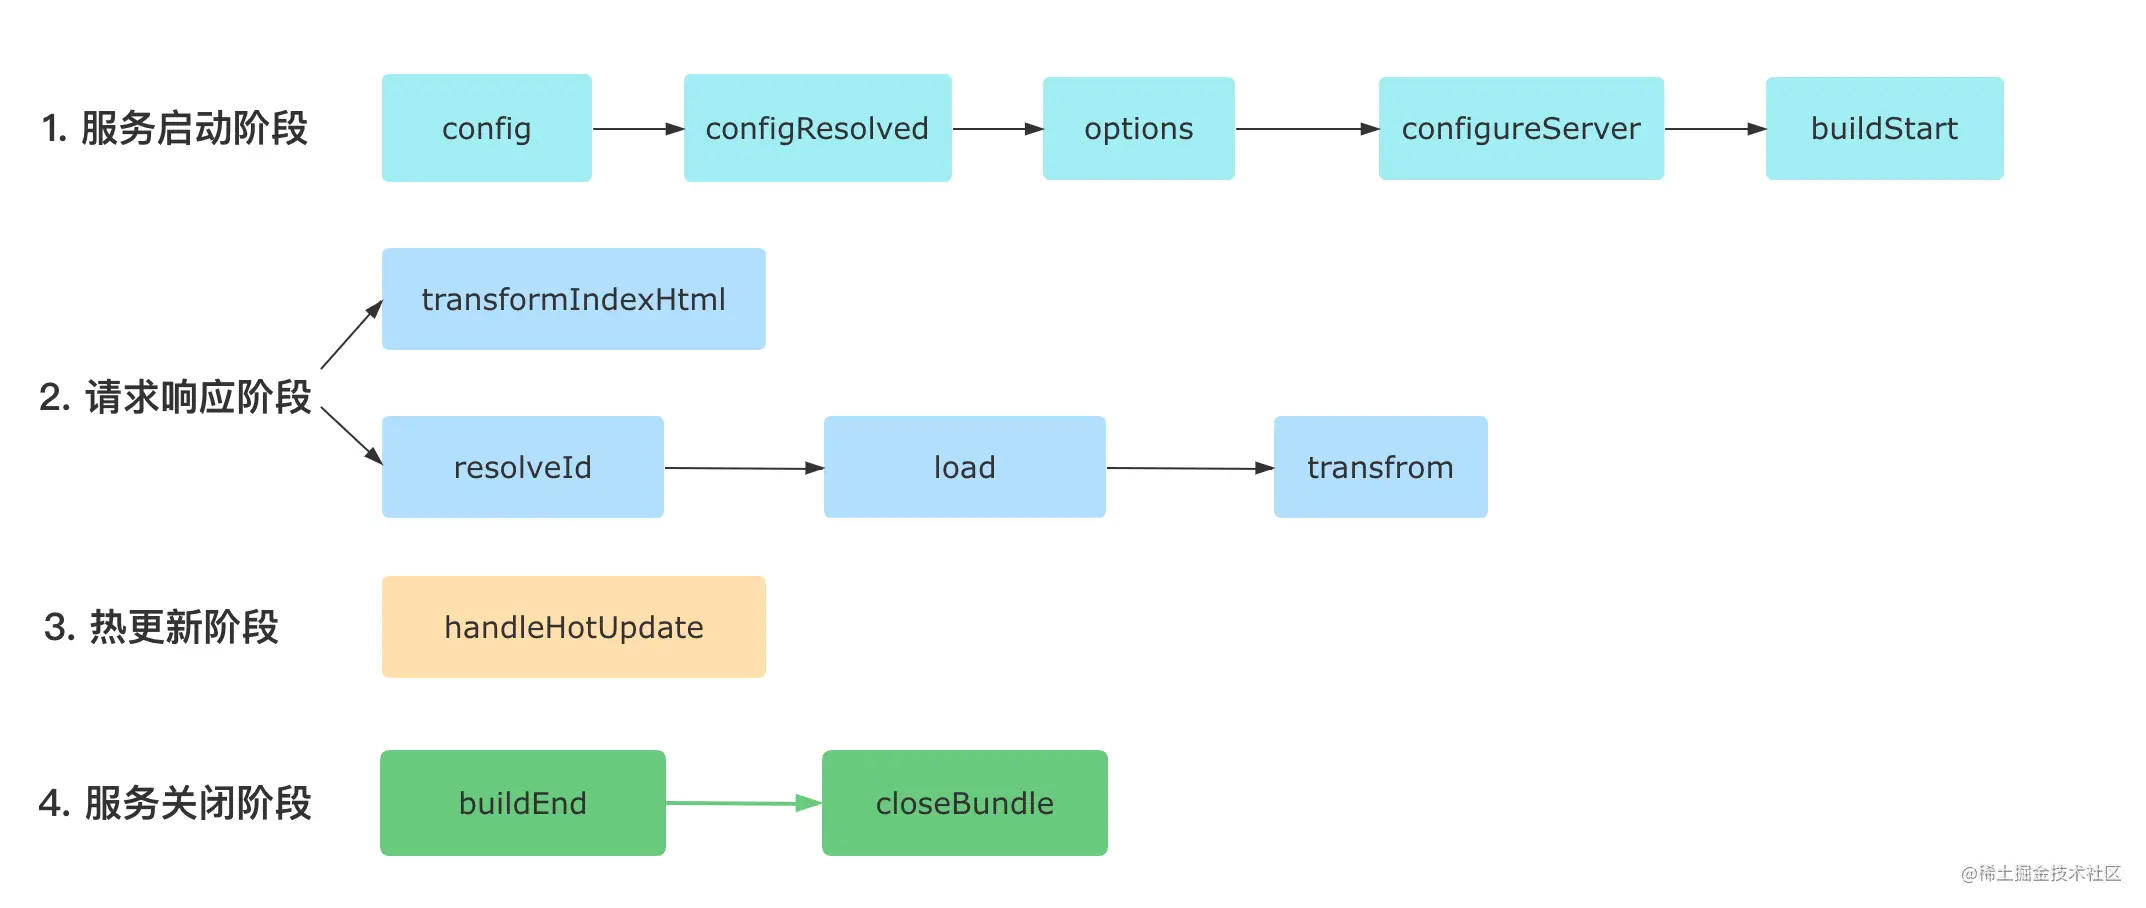 1. 服务启动阶段
config
configResolved
options
configureServer
buildStart
transformIndexHtml
2. 请求响应阶段
resolveId
load
transfrom
3. 热更新阶段
handleHotUpdate
4. 服务关闭阶段
buildEnd
closeBundle
@稀土掘金技术社区